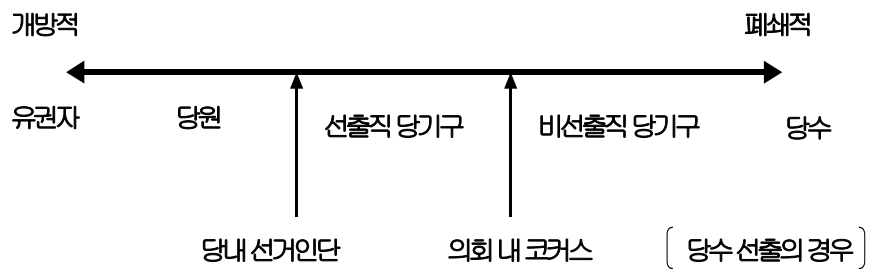 개방적 폐쇄적
유권자 당원 선출직 당기구 비선출직 당기구 당수
당내 선거인단 의회 내 코커스 [ 당수 선출의 경우 ]